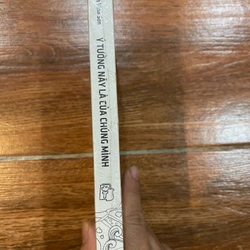 Ý TƯỞNG NÀY LÀ CỦA CHÚNG MÌNH